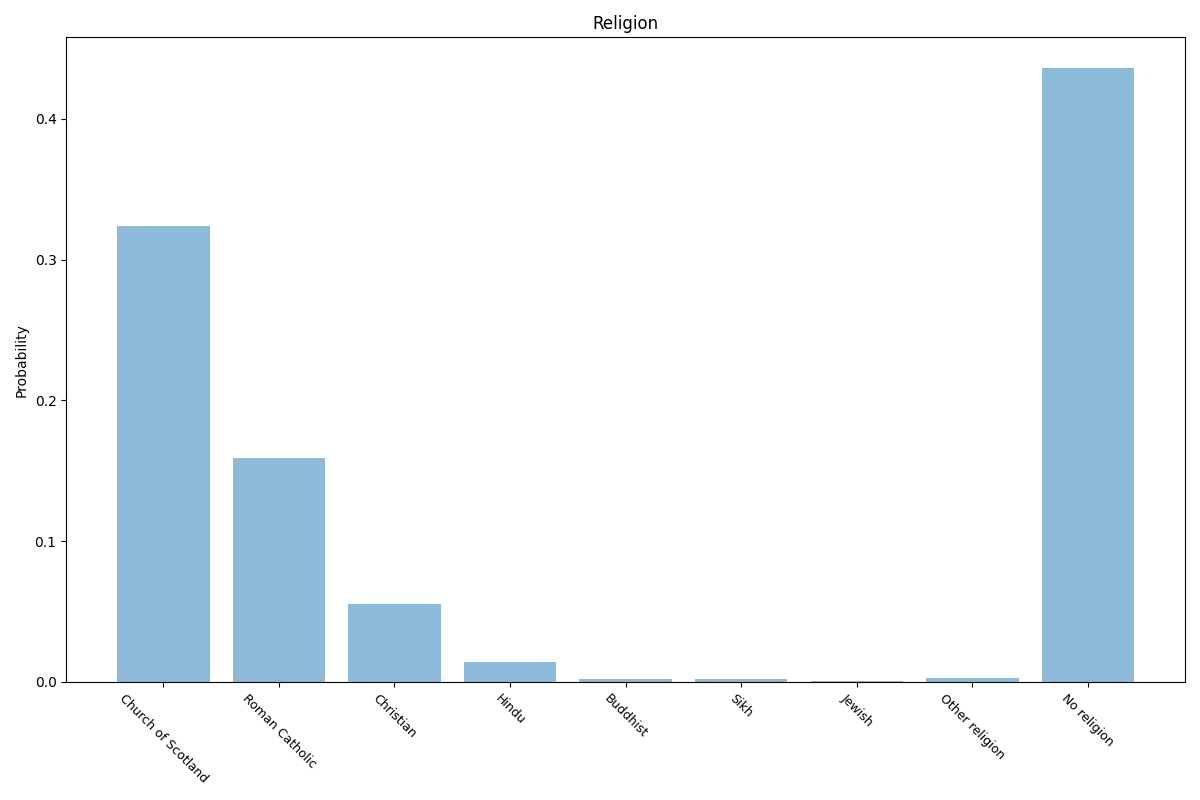 Religion
Probability
0.4
0.3
0.2
0.1
0.0
Church of Scotland
Roman Catholic
Christian
Hindu
Buddhist
Sikh
Jewish
Other religion
No religion